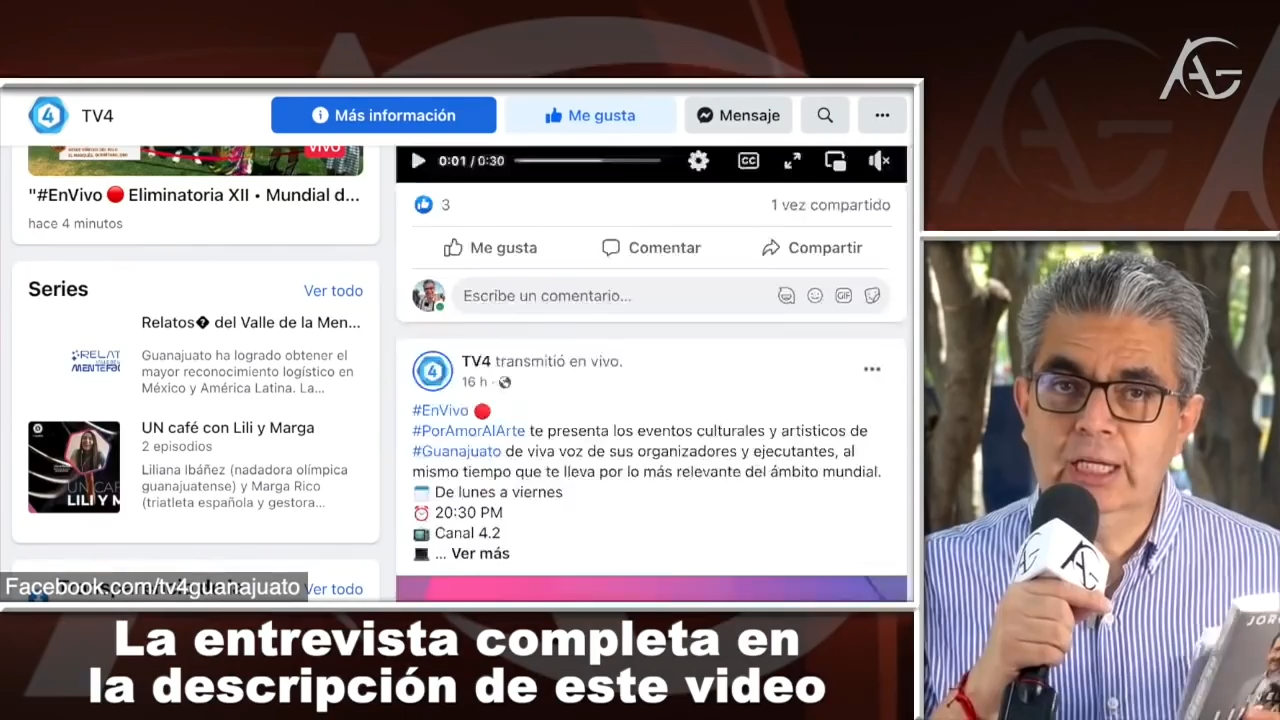 AG
TV4
Más información
Me gusta
Mensaje
VIVO
0:01 / 0:30
CC
"#EnVivo 🔴 Eliminatoria XII • Mundial d...
hace 4 minutos
3
1 vez compartido
Me gusta
Comentar
Compartir
Series
Ver todo
Escribe un comentario...
GIF
Relatos� del Valle de la Men...
Guanajuato ha logrado obtener el
mayor reconocimiento logístico en
México y América Latina. La...
TV4 transmitió en vivo.
16 h
#EnVivo 🔴
#PorAmorAlArte te presenta los eventos culturales y artisticos de
#Guanajuato de viva voz de sus organizadores y ejecutantes, al
mismo tiempo que te lleva por lo más relevante del ámbito mundial.
De lunes a viernes
20:30 PM
Canal 4.2
... Ver más
UN café con Lili y Marga
2 episodios
Liliana Ibáñez (nadadora olímpica
guanajuatense) y Marga Rico
(triatleta española y gestora...
Ver todo
Facebook.com/tv4guanajuato
La entrevista completa en
la descripción de este video